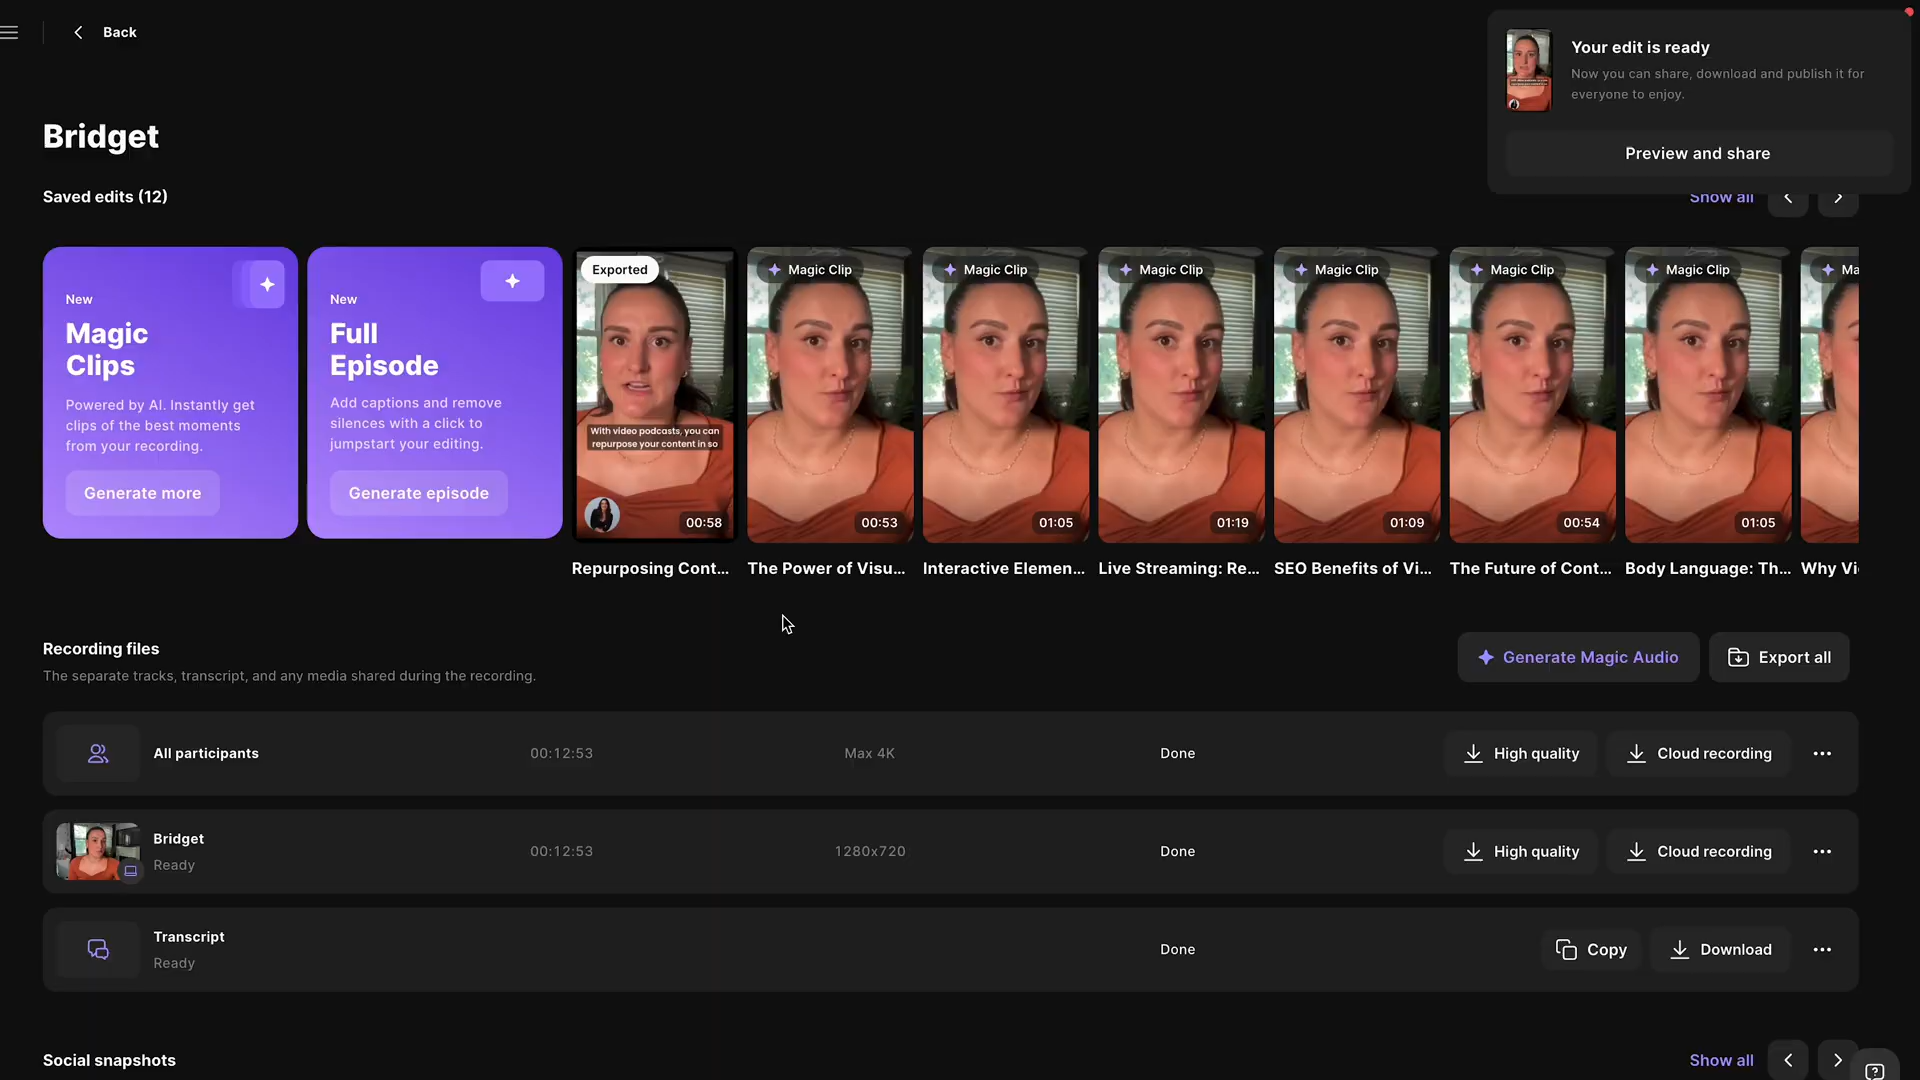 Back
Your edit is ready
Now you can share, download and publish it for
everyone to enjoy.
Preview and share
Bridget
Saved edits (12)
Show all
New
Magic
Clips
Powered by AI. Instantly get
clips of the best moments
from your recording.
Generate more
New
Full
Episode
Add captions and remove
silences with a click to
jumpstart your editing.
Generate episode
Exported
With video podcasts, you can
repurpose your content in so
00:58
Repurposing Cont...
Magic Clip
00:53
The Power of Visu...
Magic Clip
01:05
Interactive Elemen...
Magic Clip
01:19
Live Streaming: Re...
Magic Clip
01:09
SEO Benefits of Vi...
Magic Clip
00:54
The Future of Cont...
Magic Clip
01:05
Body Language: Th...
Ma
Why Vi
Recording files
The separate tracks, transcript, and any media shared during the recording.
Generate Magic Audio
Export all
All participants
00:12:53
Max 4K
Done
High quality
Cloud recording
Bridget
Ready
00:12:53
1280x720
Done
High quality
Cloud recording
Transcript
Ready
Done
Copy
Download
Social snapshots
Show all